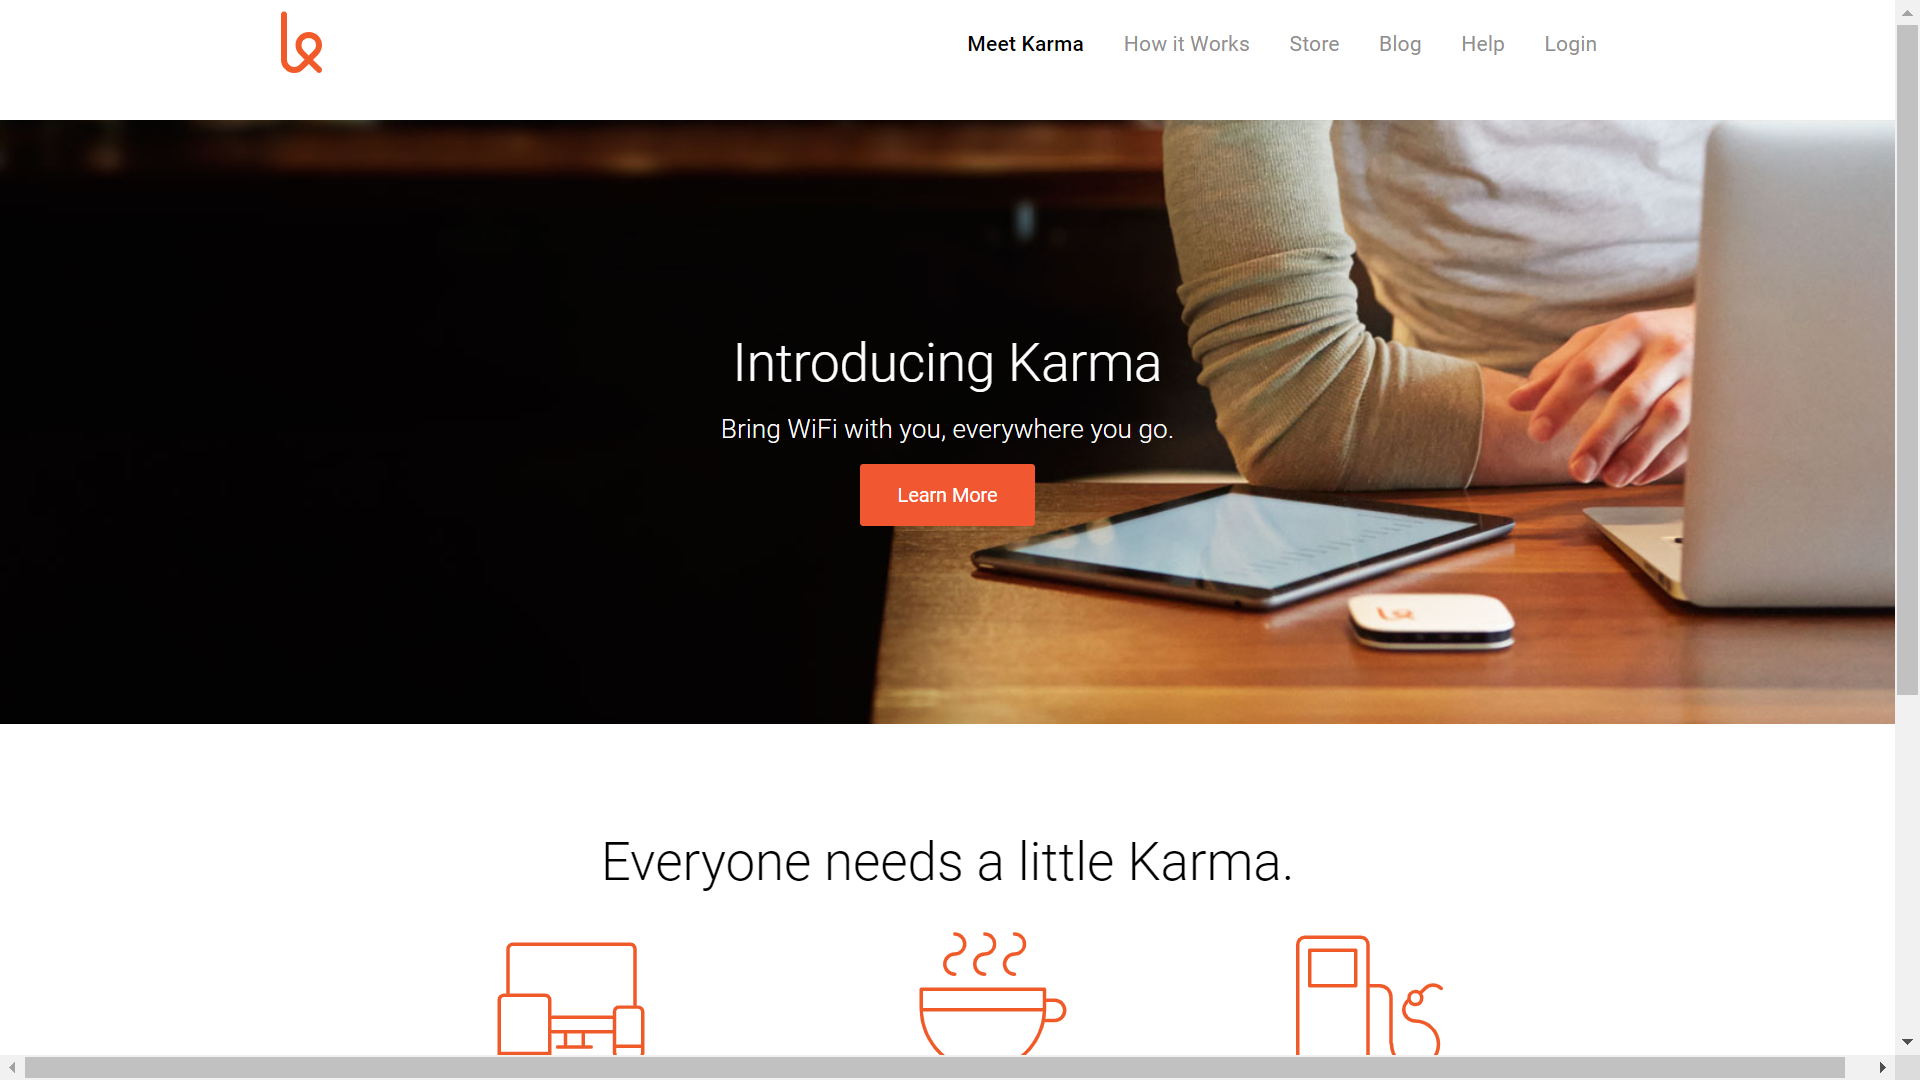 Meet Karma How it Works Store Blog Help Login
Introducing Karma
Bring WiFi with you, everywhere you go.
Learn More
Everyone needs a little Karma.